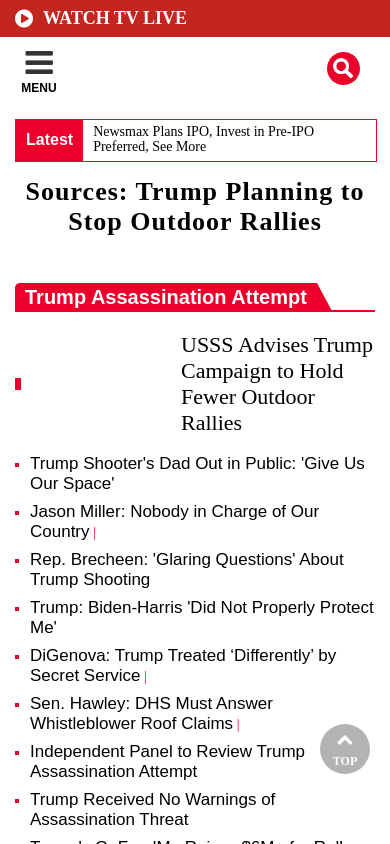 WATCH TV LIVE
MENU
Latest
Newsmax Plans IPO, Invest in Pre-IPO
Preferred, See More
Sources: Trump Planning to
Stop Outdoor Rallies
Trump Assassination Attempt
USSS Advises Trump
Campaign to Hold
Fewer Outdoor
Rallies
Trump Shooter's Dad Out in Public: 'Give Us
Our Space'
Jason Miller: Nobody in Charge of Our
Country |
Rep. Brecheen: 'Glaring Questions' About
Trump Shooting
Trump: Biden-Harris 'Did Not Properly Protect
Me'
DiGenova: Trump Treated ‘Differently’ by
Secret Service |
Sen. Hawley: DHS Must Answer
Whistleblower Roof Claims |
Independent Panel to Review Trump
Assassination Attempt
TOP
Trump Received No Warnings of
Assassination Threat